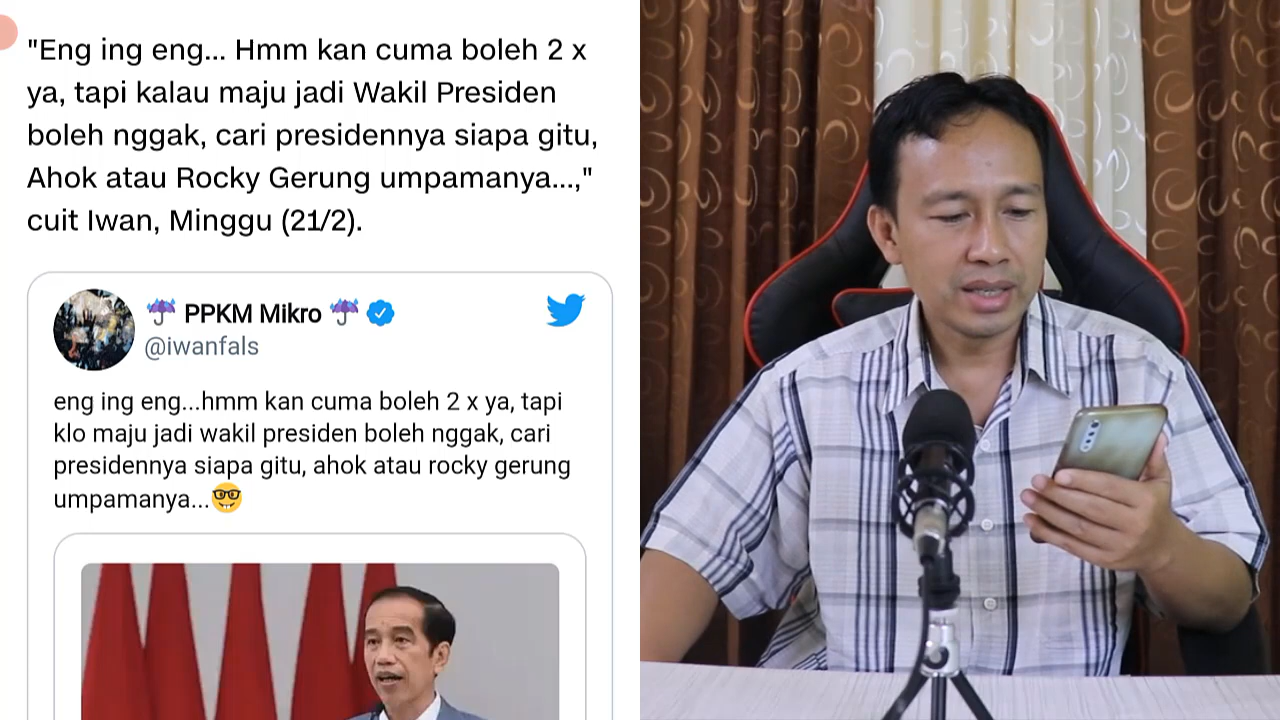 "Eng ing eng... Hmm kan cuma boleh 2 x
ya, tapi kalau maju jadi Wakil Presiden
boleh nggak, cari presidennya siapa gitu,
Ahok atau Rocky Gerung umpamanya...,"
cuit Iwan, Minggu (21/2).
☔ PPKM Mikro ☔
@iwanfals
eng ing eng...hmm kan cuma boleh 2 x ya, tapi
klo maju jadi wakil presiden boleh nggak, cari
presidennya siapa gitu, ahok atau rocky gerung
umpamanya...🤓